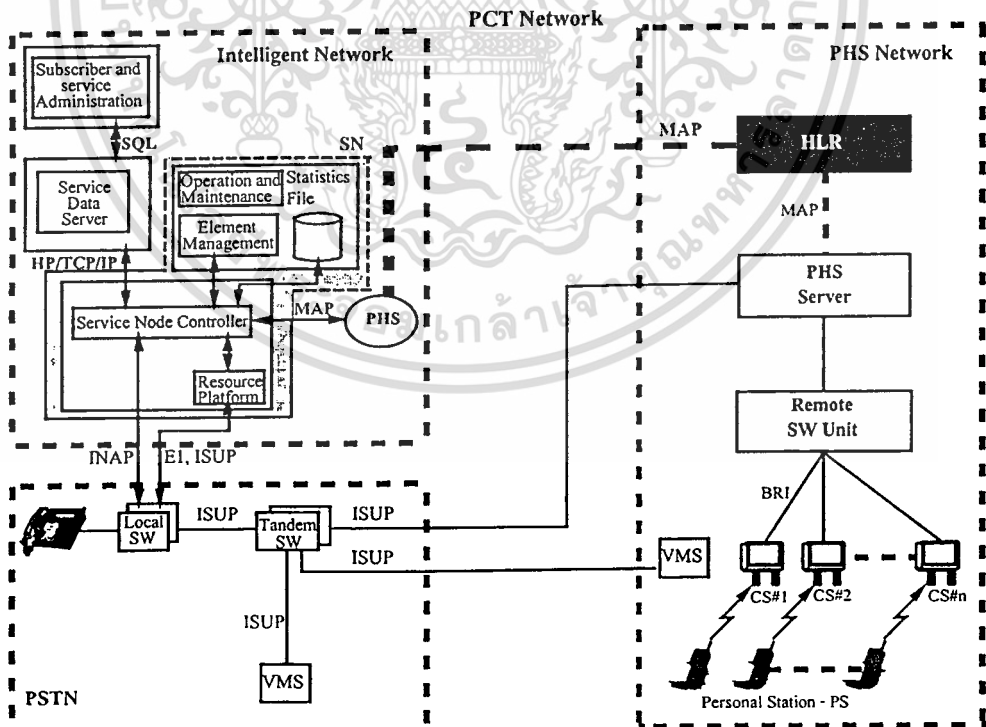 PCT Network
Intelligent Network
Subscriber and
service
Administration
SQL
Service
Data
Server
HP/TCP/IP
SN
Operation and
Maintenance
Statistics
File
Element
Management
Service Node Controller
MAP
PHS
Resource
Platform
INAP
E1, ISUP
PHS Network
MAP
HLR
MAP
PHS
Server
Remote
SW Unit
BRI
VMS
CS#1
CS#2
CS#n
Personal Station - PS
Local
SW
ISUP
Tandem
SW
ISUP
ISUP
ISUP
VMS
PSTN